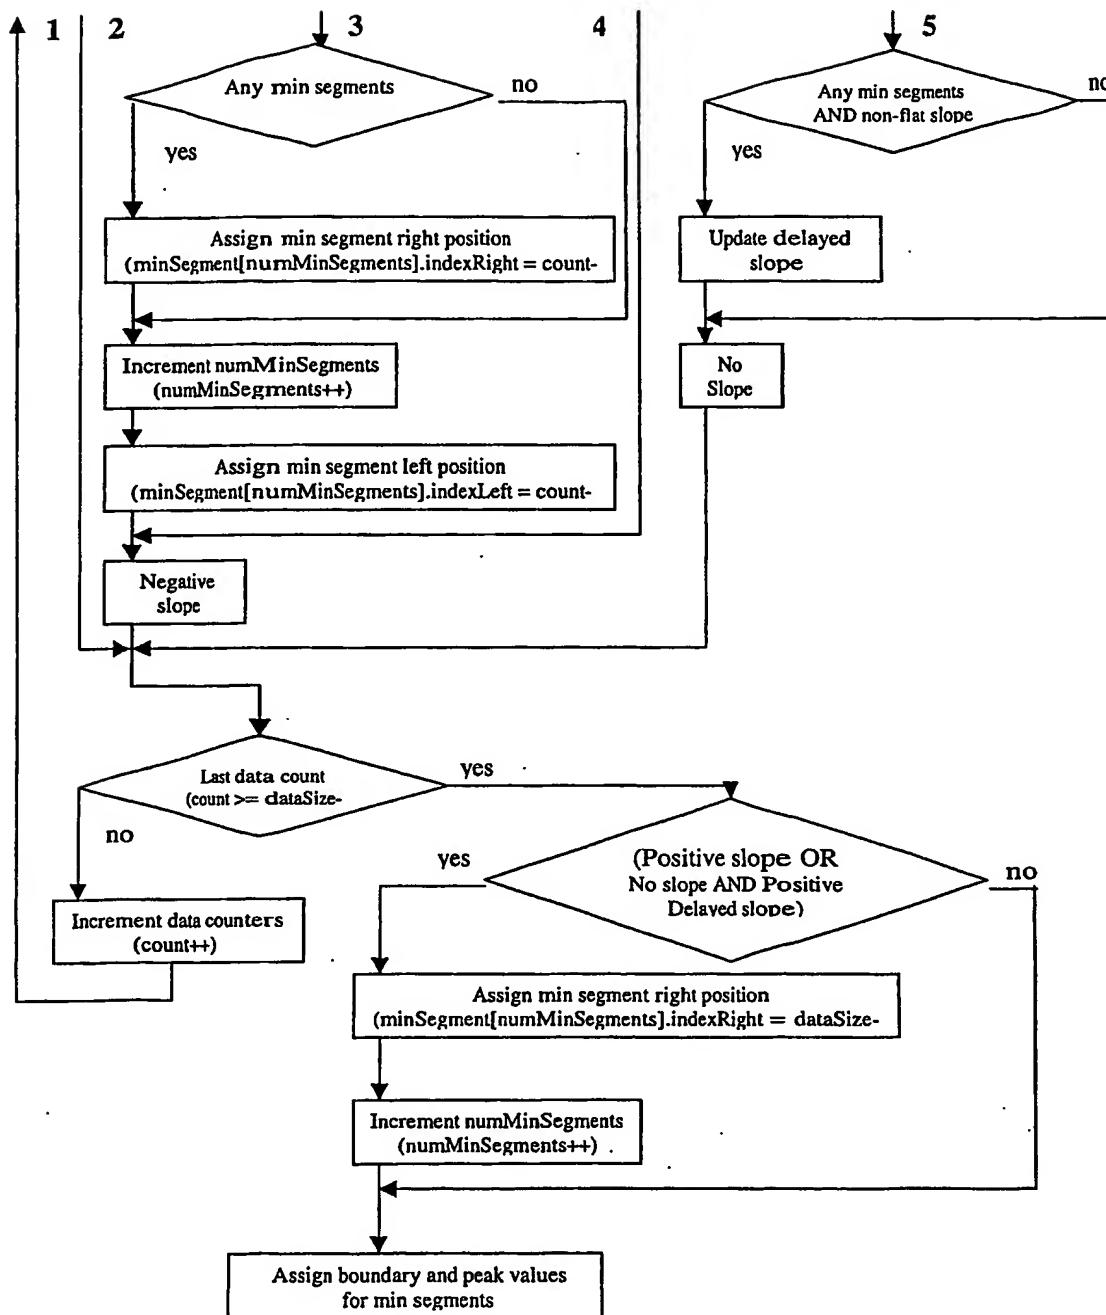 1 2 3 4 5
Any min segments
no
yes
Any min segments
AND non-flat slope
no
yes
Assign min segment right position
(minSegment[numMinSegments].indexRight = count-
Update delayed
slope
Increment numMinSegments
(numMinSegments++)
No
Slope
Assign min segment left position
(minSegment[numMinSegments].indexLeft = count-
Negative
slope
Last data count
(count >= dataSize-
yes
no
(Positive slope OR
No slope AND Positive
Delayed slope)
yes
no
Increment data counters
(count++)
Assign min segment right position
(minSegment[numMinSegments].indexRight = dataSize-
Increment numMinSegments
(numMinSegments++)
Assign boundary and peak values
for min segments